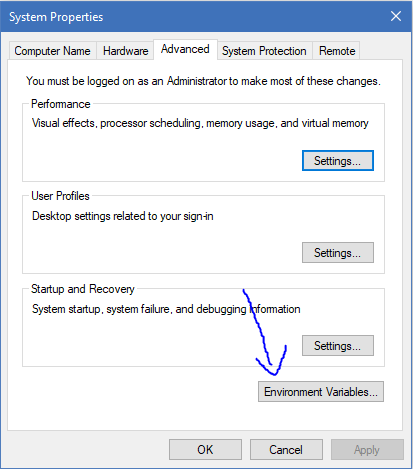 System Properties
Computer Name Hardware Advanced System Protection Remote
You must be logged on as an Administrator to make most of these changes.
Performance
Visual effects, processor scheduling, memory usage, and virtual memory
Settings...
User Profiles
Desktop settings related to your sign-in
Settings...
Startup and Recovery
System startup, system failure, and debugging information
Settings...
Environment Variables...
OK Cancel Apply